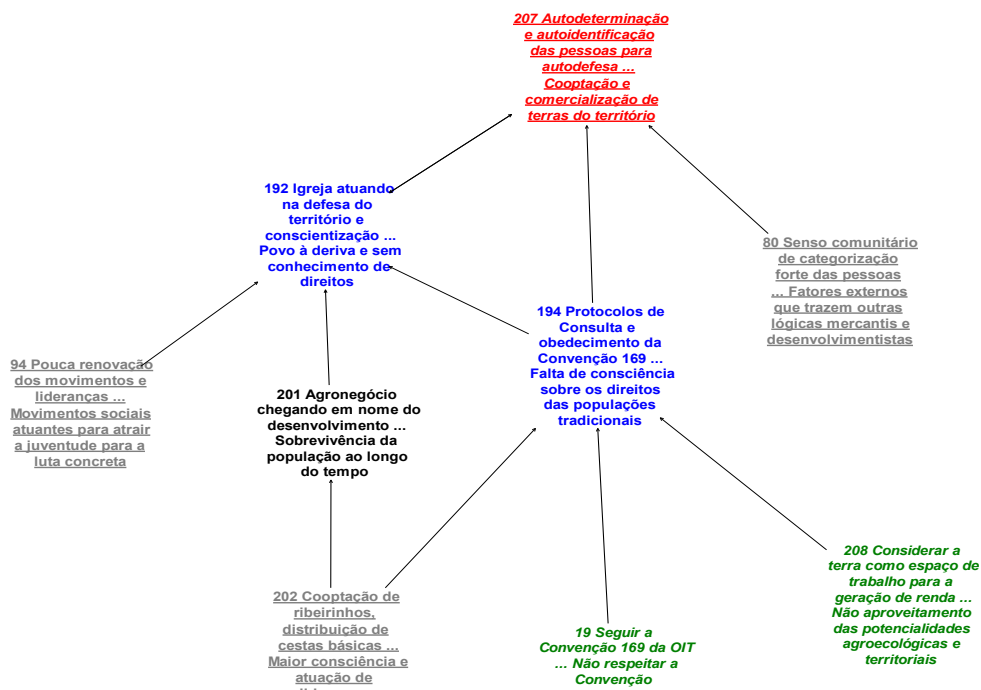 207 Autodeterminação
e autoidentificação
das pessoas para
autodefesa ...
Cooptação e
comercialização de
terras do território
192 Igreja atuando
na defesa do
território e
conscientização ...
Povo à deriva e sem
conhecimento de
direitos
80 Senso comunitário
de categorização
forte das pessoas
... Fatores externos
que trazem outras
lógicas mercantis e
desenvolvimentistas
194 Protocolos de
Consulta e
obedecimento da
Convenção 169 ...
Falta de consciência
sobre os direitos
das populações
tradicionais
94 Pouca renovação
dos movimentos e
lideranças ...
Movimentos sociais
atuantes para atrair
a juventude para a
luta concreta
201 Agronegócio
chegando em nome do
desenvolvimento ...
Sobrevivência da
população ao longo
do tempo
208 Considerar a
terra como espaço de
trabalho para a
geração de renda ...
Não aproveitamento
das potencialidades
agroecológicas e
territoriais
202 Cooptação de
ribeirinhos,
distribuição de
cestas básicas ...
Maior consciência e
atuação de
19 Seguir a
Convenção 169 da OIT
... Não respeitar a
Convenção